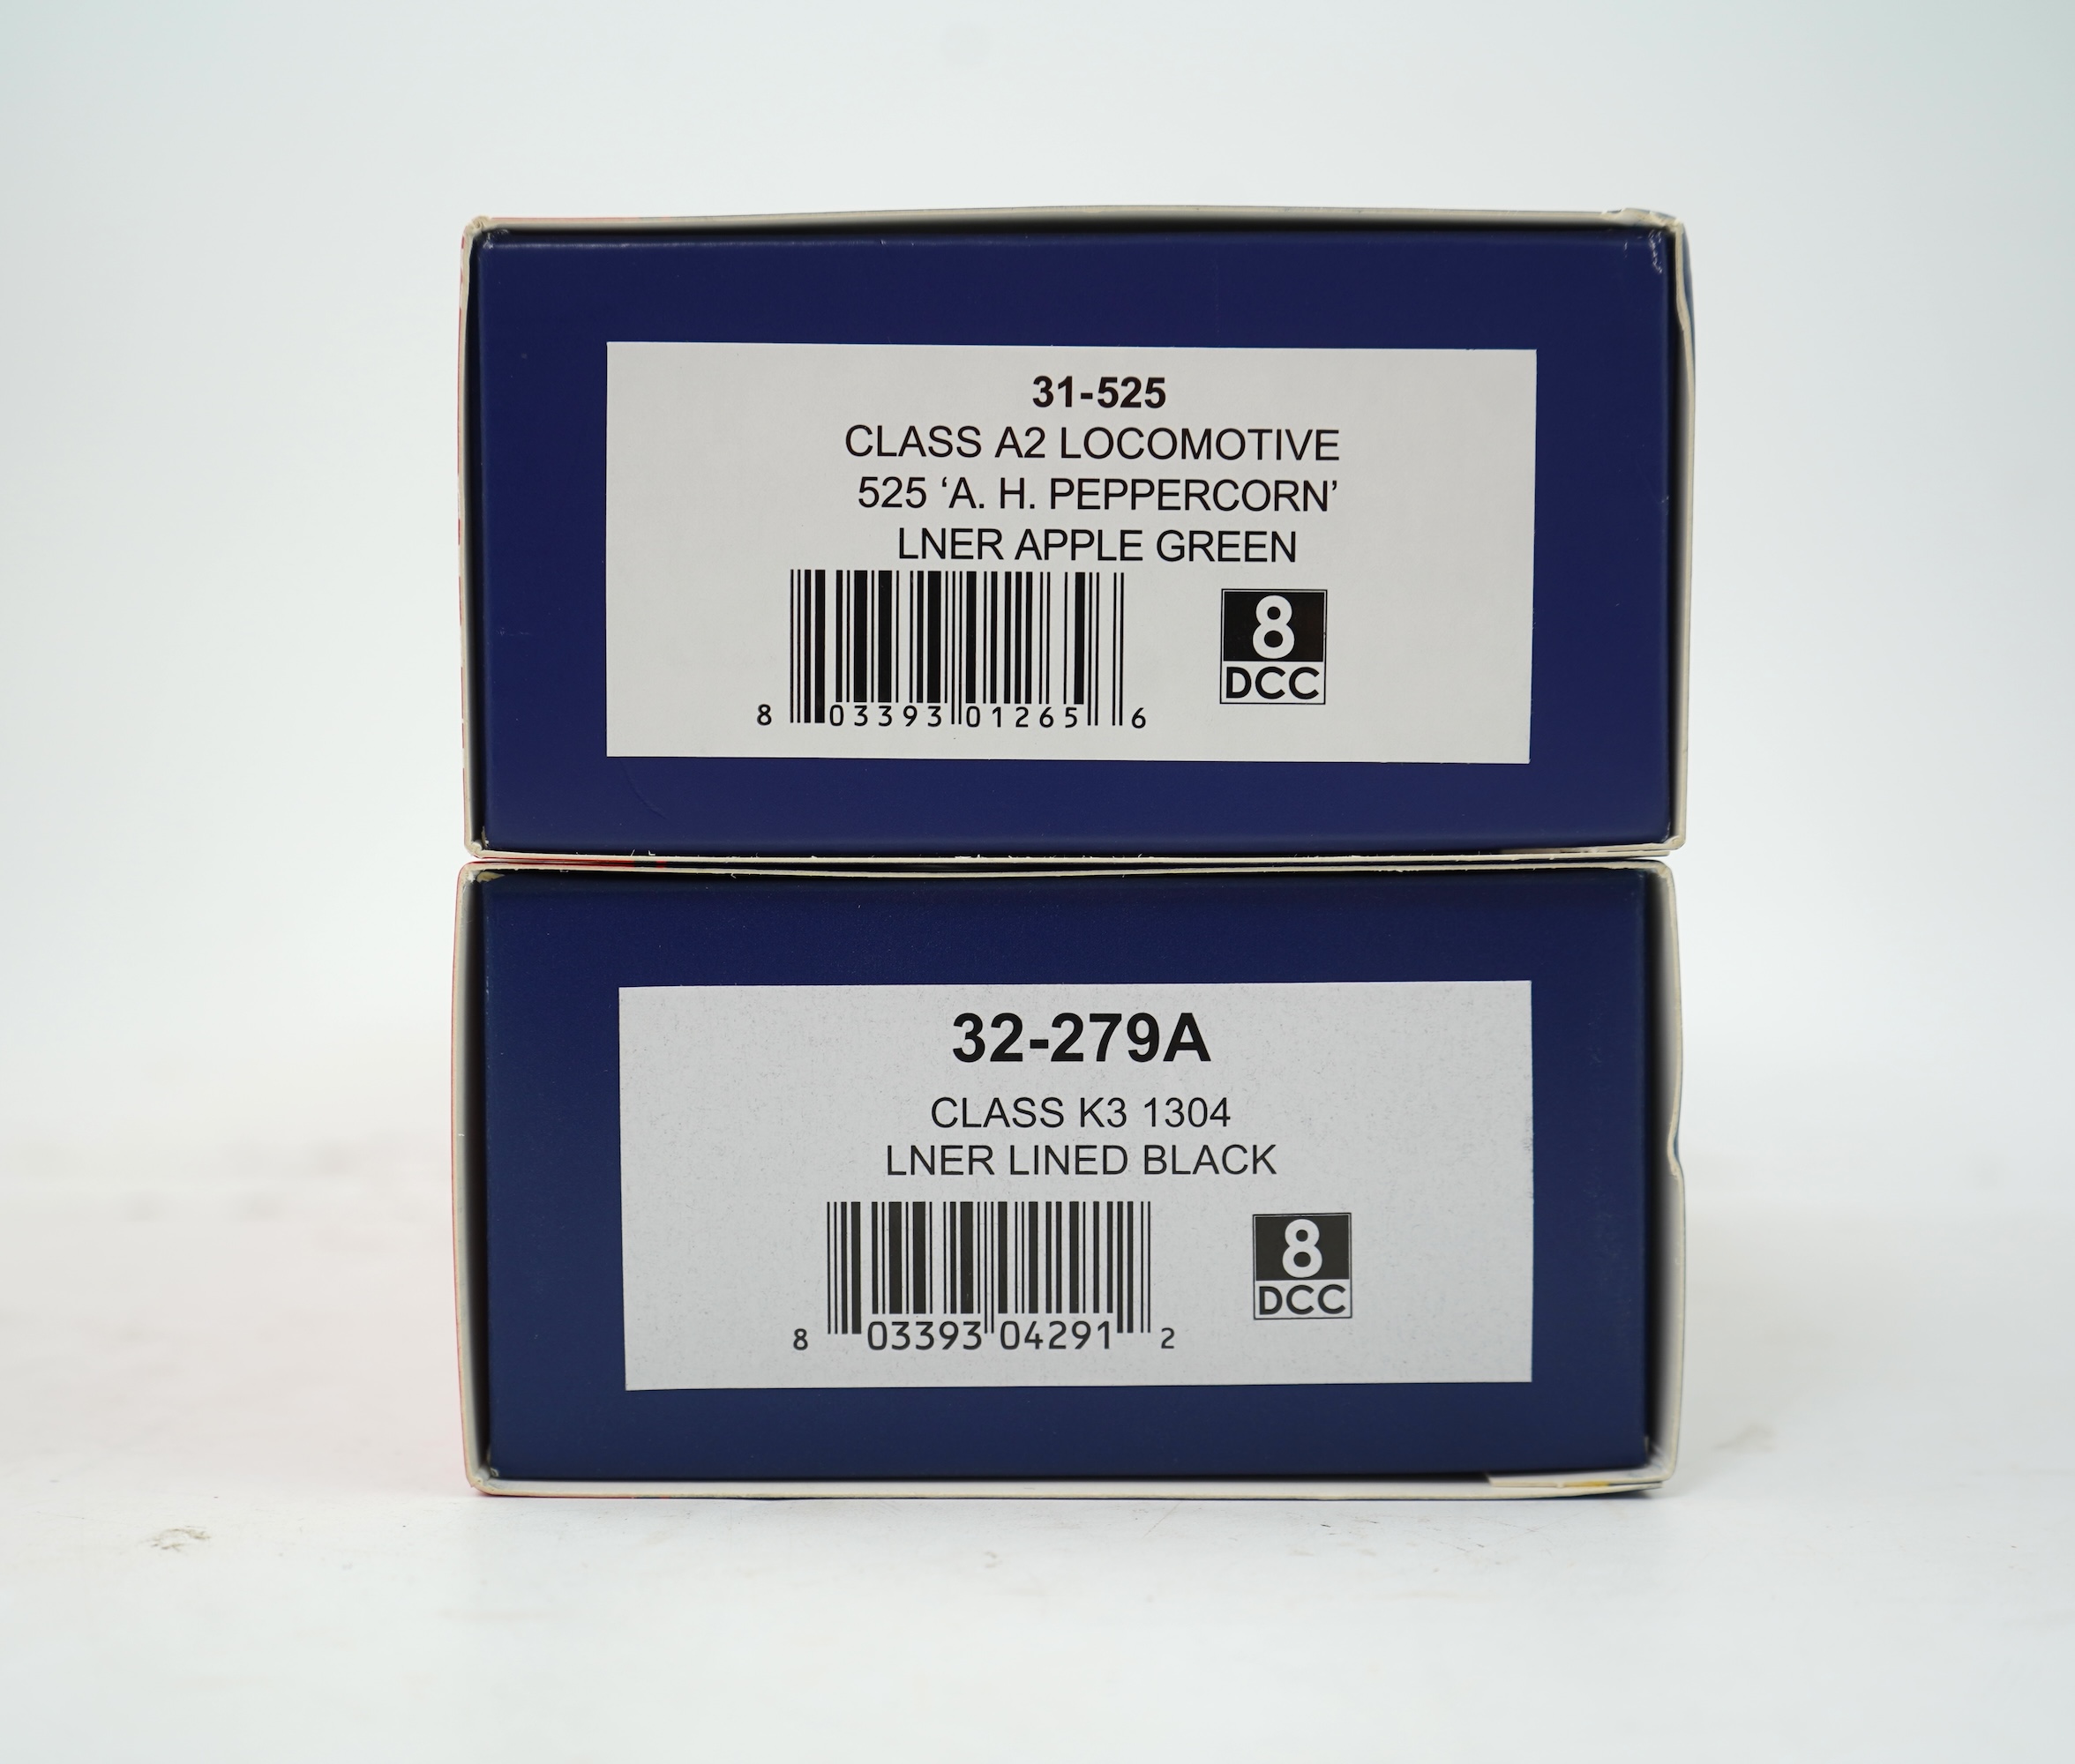 31-525
CLASS A2 LOCOMOTIVE
525 ‘A. H. PEPPERCORN’
LNER APPLE GREEN
8 03393 01265 6
8
DCC
32-279A
CLASS K3 1304
LNER LINED BLACK
8 03393 04291 2
8
DCC